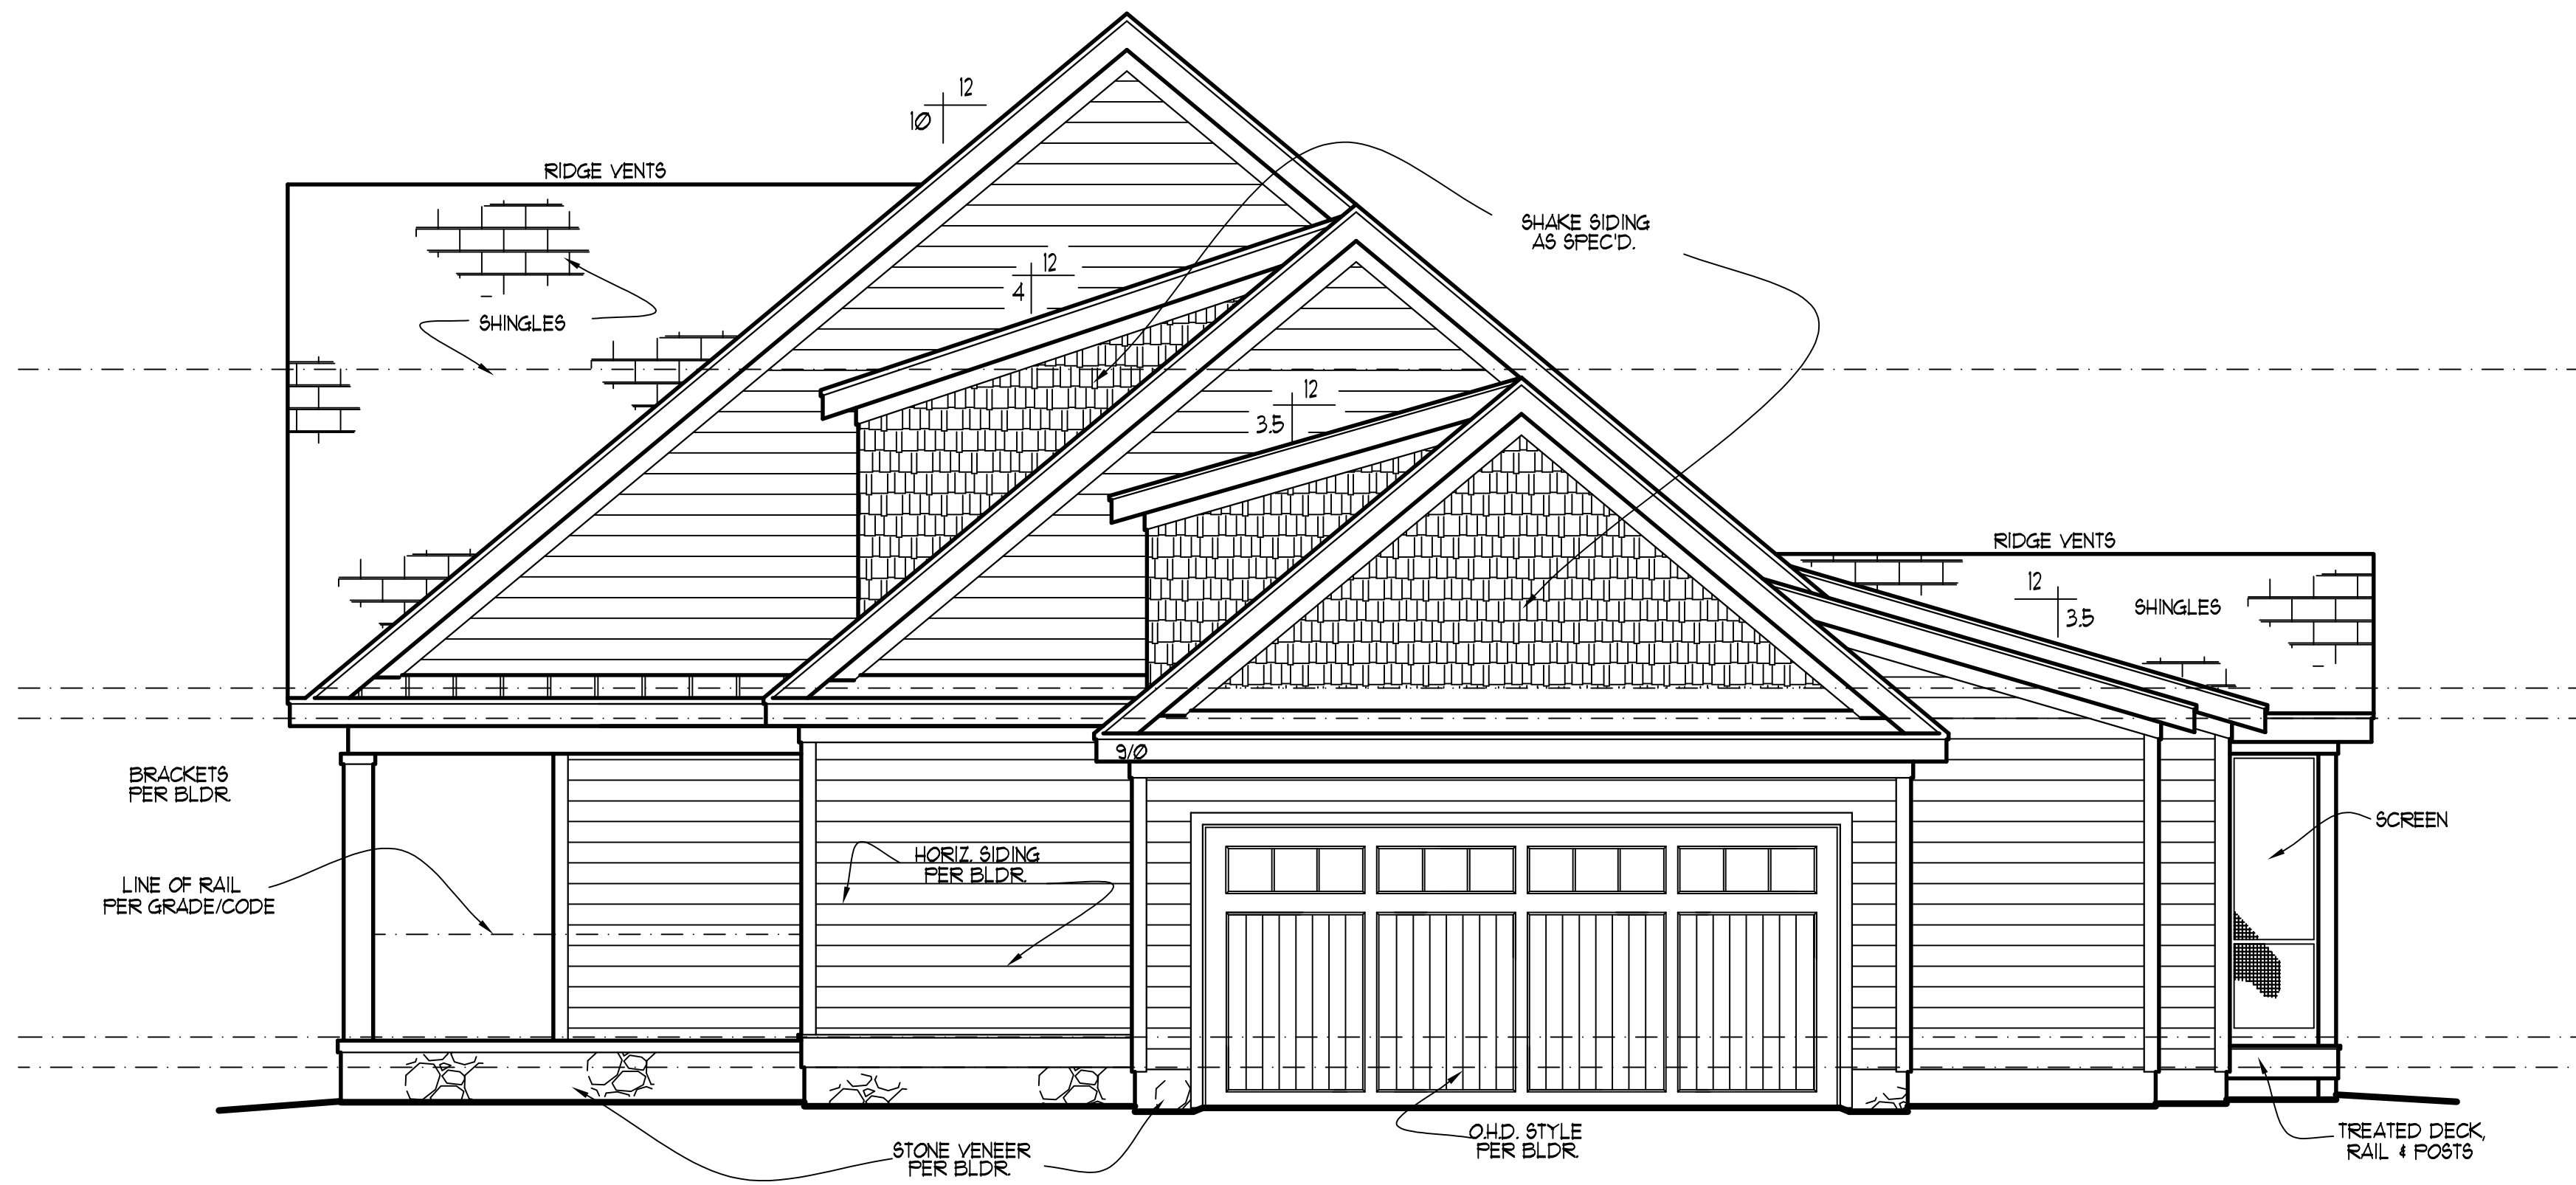 12
10
RIDGE VENTS
SHAKE SIDING
AS SPEC'D.
12
4
SHINGLES
12
3.5
RIDGE VENTS
12
3.5
SHINGLES
9/0
BRACKETS
PER BLDR.
SCREEN
HORIZ. SIDING
PER BLDR.
LINE OF RAIL
PER GRADE/CODE
O.H.D. STYLE
PER BLDR.
TREATED DECK,
RAIL & POSTS
STONE VENEER
PER BLDR.